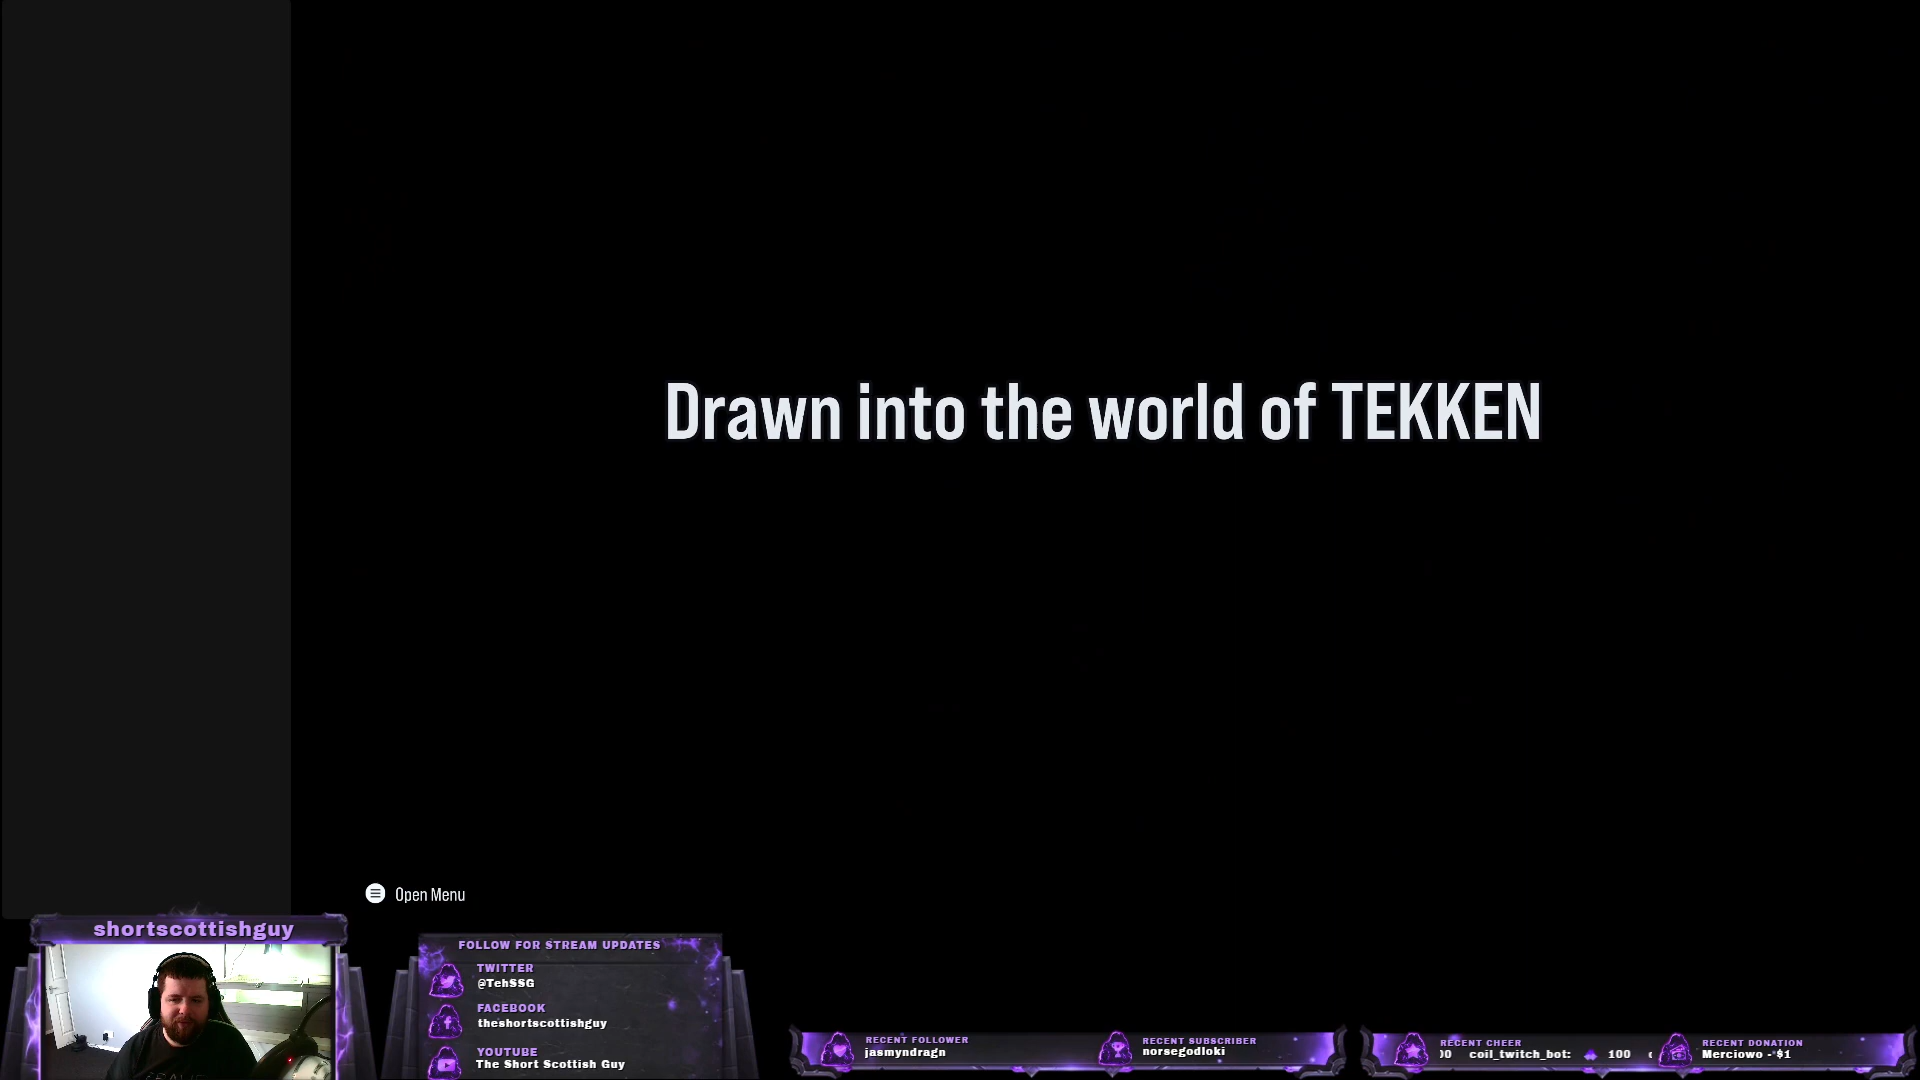 Drawn into the world of TEKKEN
Open Menu
shortscottishguy
FOLLOW FOR STREAM UPDATES
TWITTER
@TehSSG
FACEBOOK
theshortscottishguy
YOUTUBE
The Short Scottish Guy
RECENT FOLLOWER
jasmyndragn
RECENT SUBSCRIBER
norsegodloki
RECENT CHEER
coil_twitch_bot: 100
RECENT DONATION
Merciowo - $1